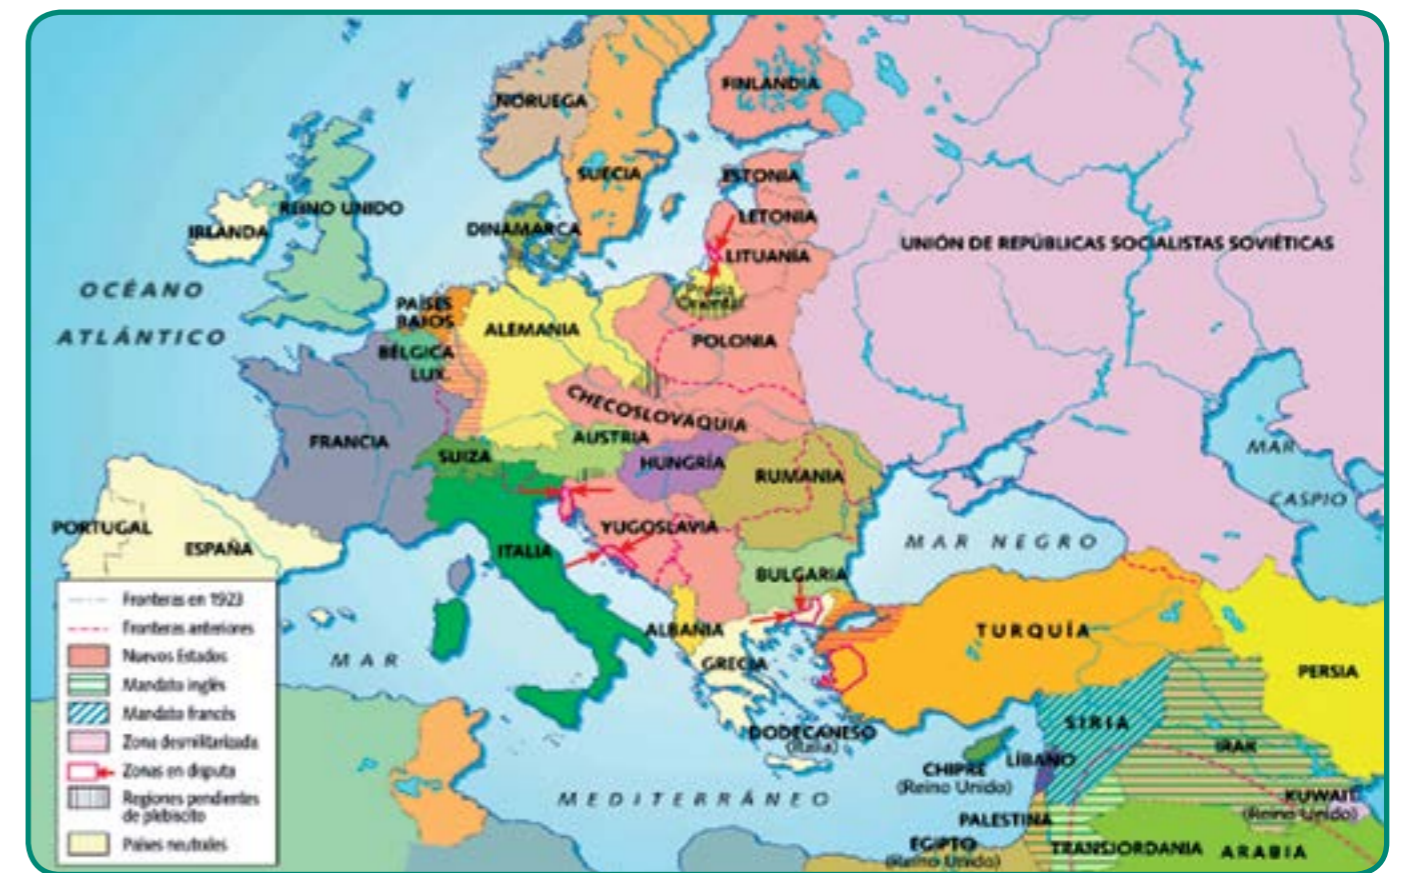 FINLANDIA
NORUEGA
SUECIA
ESTONIA
REINO UNIDO
LETONIA
IRLANDA
DINAMARCA
UNIÓN DE REPÚBLICAS SOCIALISTAS SOVIÉTICAS
LITUANIA
OCÉANO
ATLÁNTICO
Prusia
Oriental
PAÍSES
BAJOS
ALEMANIA
POLONIA
BÉLGICA
LUX.
CHECOSLOVAQUIA
FRANCIA
AUSTRIA
SUIZA
HUNGRÍA
RUMANIA
MAR
CASPIO
PORTUGAL
ESPAÑA
ITALIA
YUGOSLAVIA
MAR NEGRO
BULGARIA
ALBANIA
TURQUÍA
GRECIA
PERSIA
MAR
MEDITERRÁNEO
DODECANESO
(Italia)
SIRIA
IRAK
LÍBANO
CHIPRE
(Reino Unido)
KUWAIT
(Reino Unido)
PALESTINA
EGIPTO
(Reino Unido)
TRANSJORDANIA
ARABIA
Fronteras en 1923
Fronteras anteriores
Nuevos Estados
Mandato inglés
Mandato francés
Zona desmilitarizada
Zonas en disputa
Regiones pendientes
de plebiscito
Países neutrales